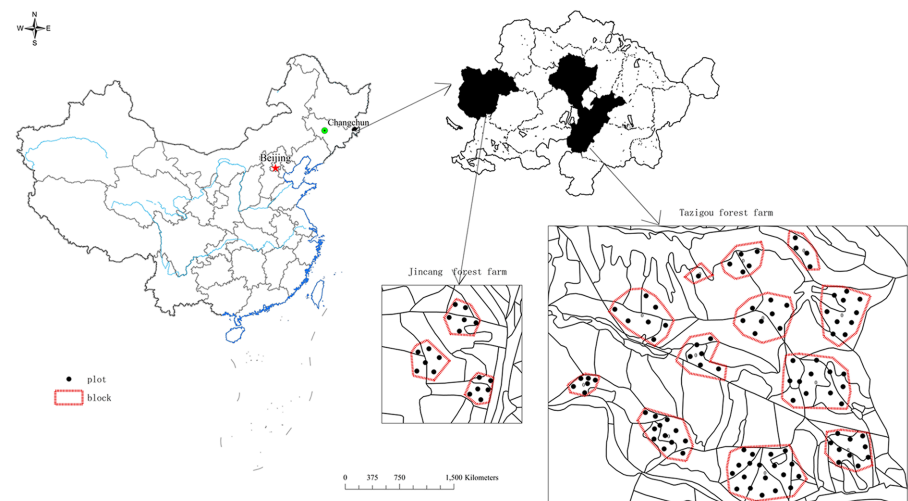 N
W E
S
Changchun
Beijing
Tazigou forest farm
Jincang forest farm
plot
block
0 375 750 1,500 Kilometers